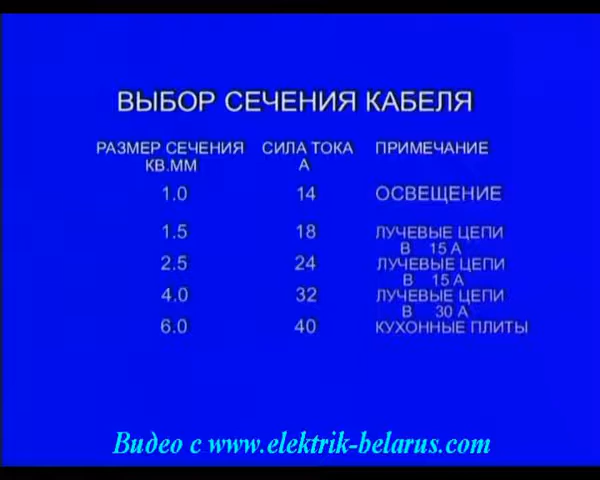 ВЫБОР СЕЧЕНИЯ КАБЕЛЯ
РАЗМЕР СЕЧЕНИЯ СИЛА ТОКА ПРИМЕЧАНИЕ
КВ.ММ А
1.0 14 ОСВЕЩЕНИЕ
1.5 18 ЛУЧЕВЫЕ ЦЕПИ
В 15 А
2.5 24 ЛУЧЕВЫЕ ЦЕПИ
В 15 А
4.0 32 ЛУЧЕВЫЕ ЦЕПИ
В 30 А
6.0 40 КУХОННЫЕ ПЛИТЫ
Видео с www.elektrik-belarus.com